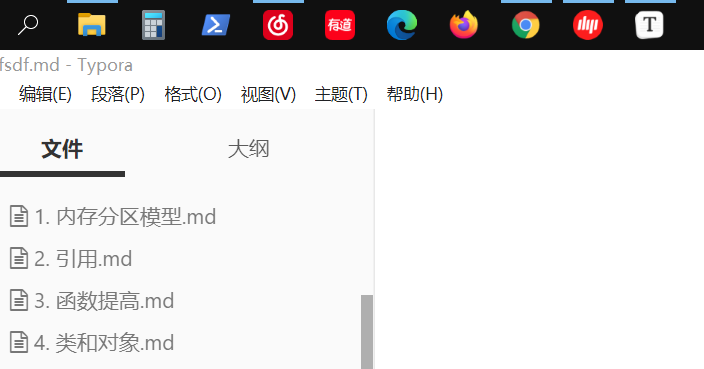 有道
T
fsdf.md - Typora
编辑(E) 段落(P) 格式(O) 视图(V) 主题(T) 帮助(H)
文件 大纲
1. 内存分区模型.md
2. 引用.md
3. 函数提高.md
4. 类和对象.md